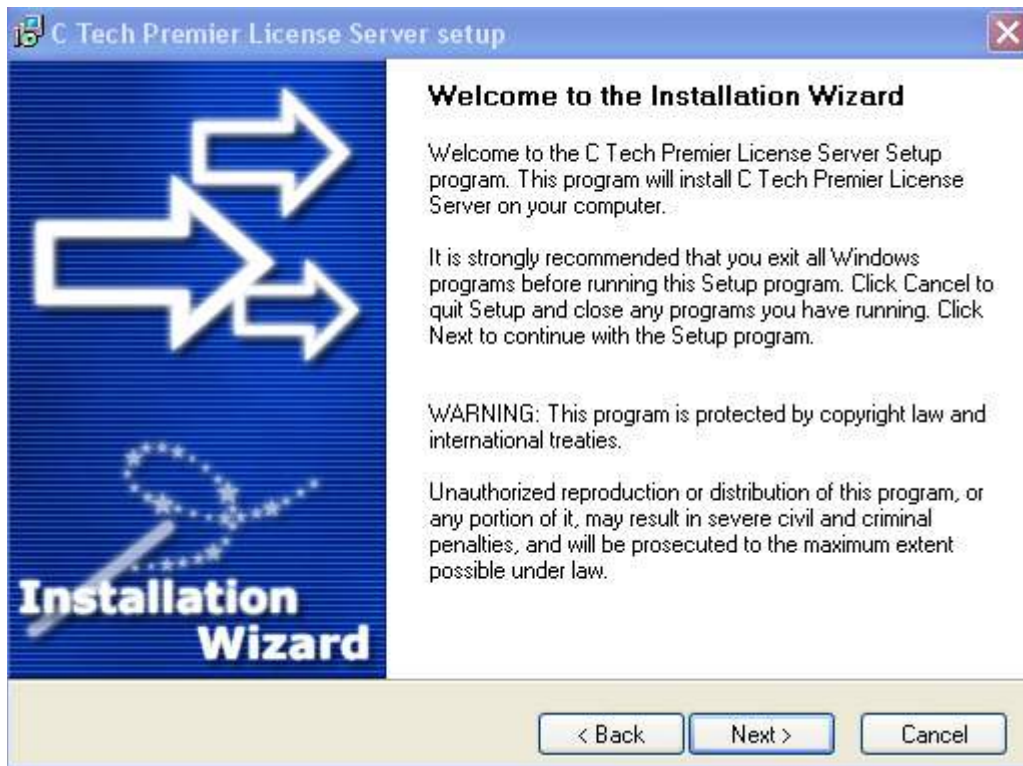 C Tech Premier License Server setup
Welcome to the Installation Wizard
Welcome to the C Tech Premier License Server Setup
program. This program will install C Tech Premier License
Server on your computer.
It is strongly recommended that you exit all Windows
programs before running this Setup program. Click Cancel to
quit Setup and close any programs you have running. Click
Next to continue with the Setup program.
WARNING: This program is protected by copyright law and
international treaties.
Unauthorized reproduction or distribution of this program, or
any portion of it, may result in severe civil and criminal
penalties, and will be prosecuted to the maximum extent
possible under law.
Installation
Wizard
< Back
Next >
Cancel